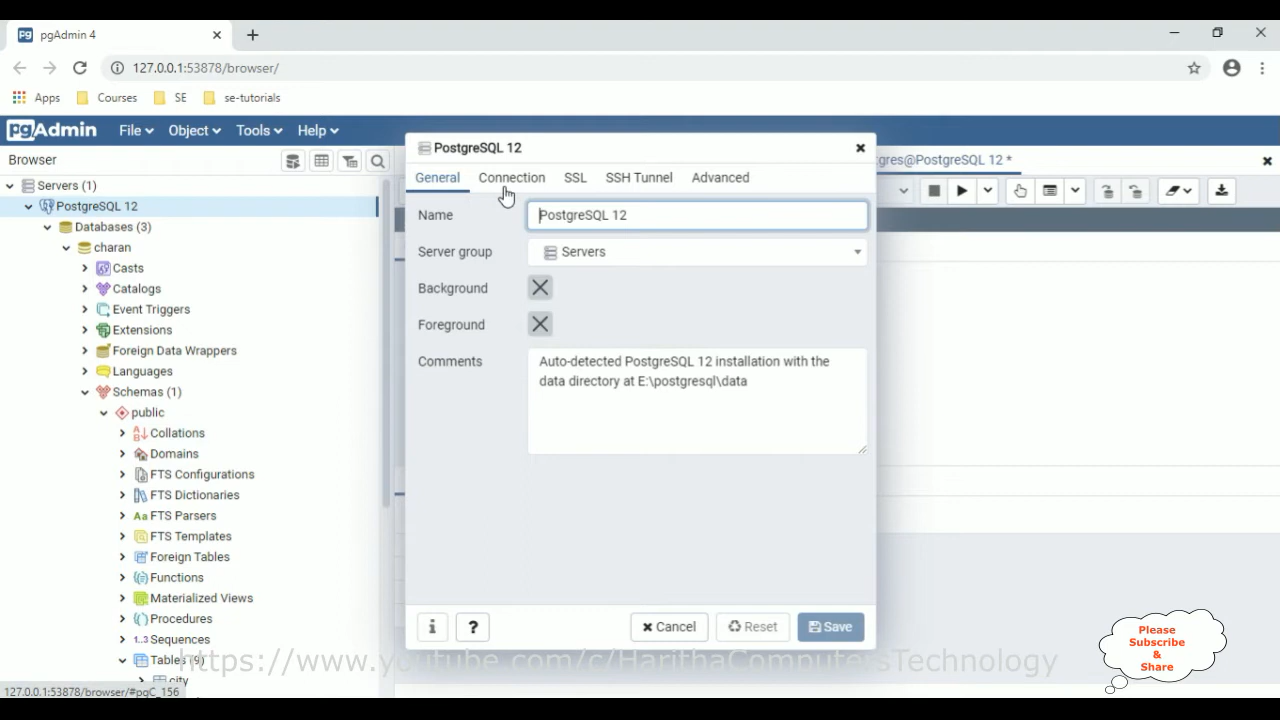 pgAdmin 4
127.0.0.1:53878/browser/
Apps Courses SE se-tutorials
pgAdmin File Object Tools Help
Browser
PostgreSQL 12
gres@PostgreSQL 12 *
General Connection SSL SSH Tunnel Advanced
Name PostgreSQL 12
Server group Servers
Background
Foreground
Comments Auto-detected PostgreSQL 12 installation with the
data directory at E:\postgresql\data
i ? Cancel Reset Save
Servers (1)
PostgreSQL 12
Databases (3)
charan
Casts
Catalogs
Event Triggers
Extensions
Foreign Data Wrappers
Languages
Schemas (1)
public
Collations
Domains
FTS Configurations
FTS Dictionaries
Aa FTS Parsers
FTS Templates
Foreign Tables
Functions
Materialized Views
Procedures
1..3 Sequences
Tables (9)
city
127.0.0.1:53878/browser/#pgC_156
https://www.youtube.com/c/HarithaComputerTechnology
Please
Subscribe
&
Share